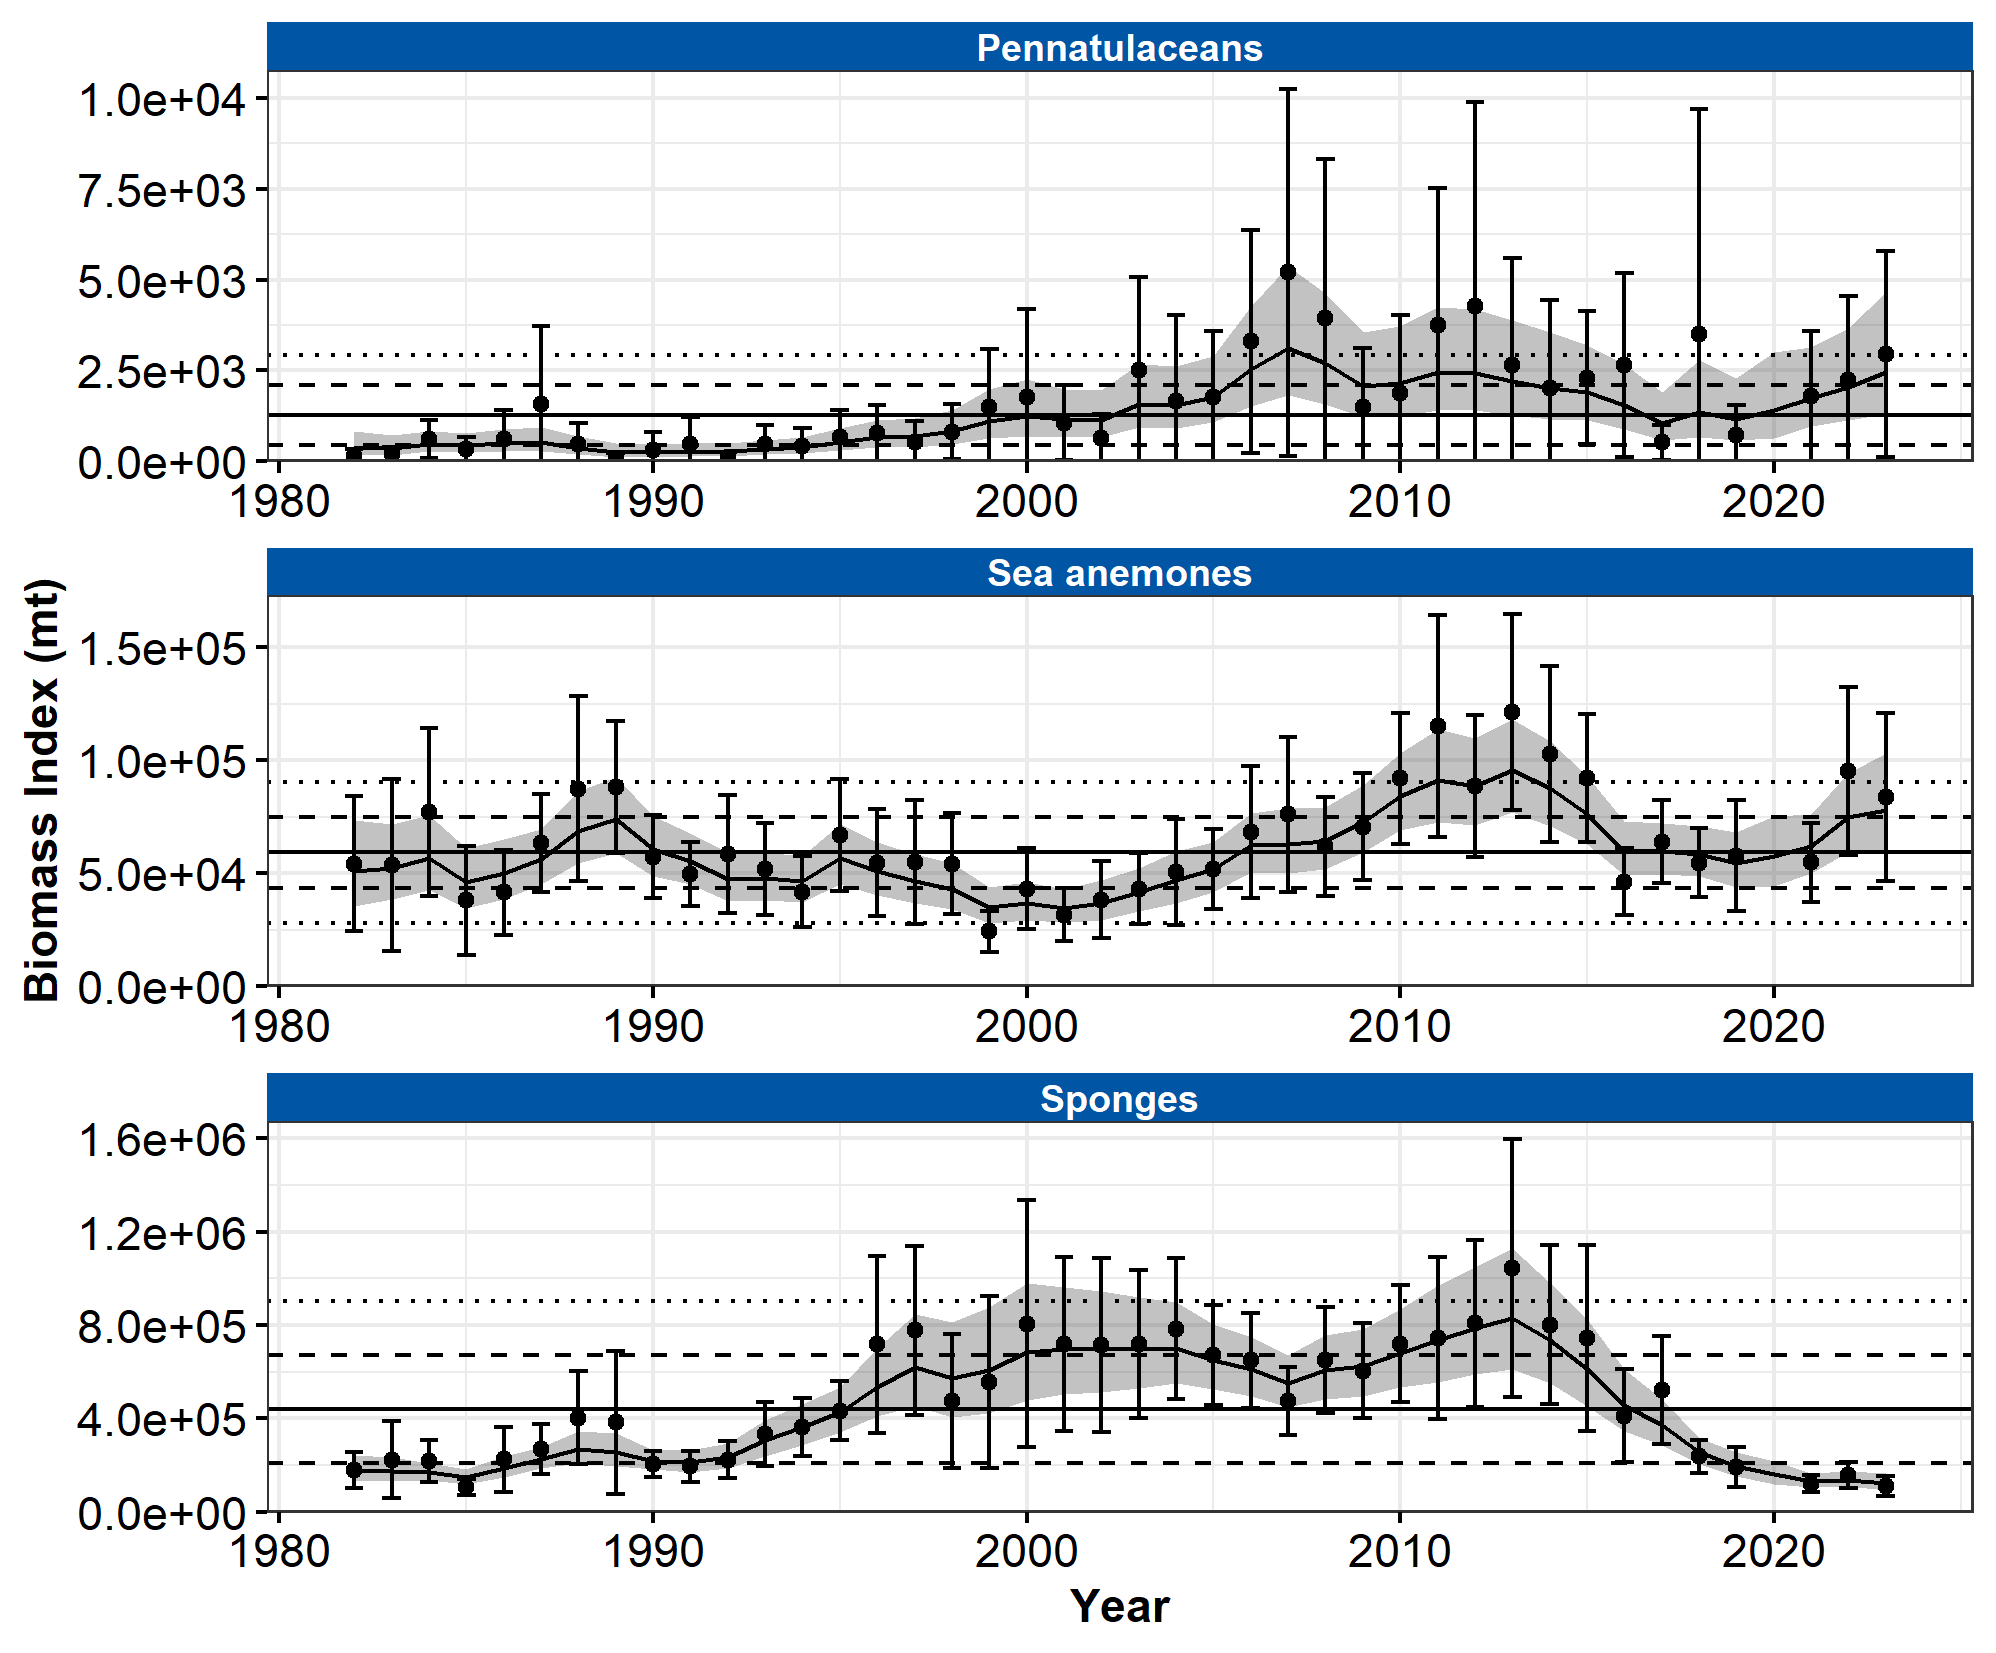 Pennatulaceans
1.0e+04
7.5e+03
5.0e+03
2.5e+03
0.0e+00
1980 1990 2000 2010 2020
Sea anemones
Biomass Index (mt)
1.5e+05
1.0e+05
5.0e+04
0.0e+00
1980 1990 2000 2010 2020
Sponges
1.6e+06
1.2e+06
8.0e+05
4.0e+05
0.0e+00
1980 1990 2000 2010 2020
Year